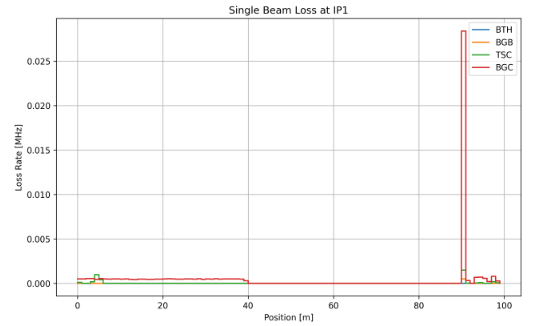 Single Beam Loss at IP1
BTH
BGB
TSC
BGC
Loss Rate [MHz]
0.025
0.020
0.015
0.010
0.005
0.000
0 20 40 60 80 100
Position [m]